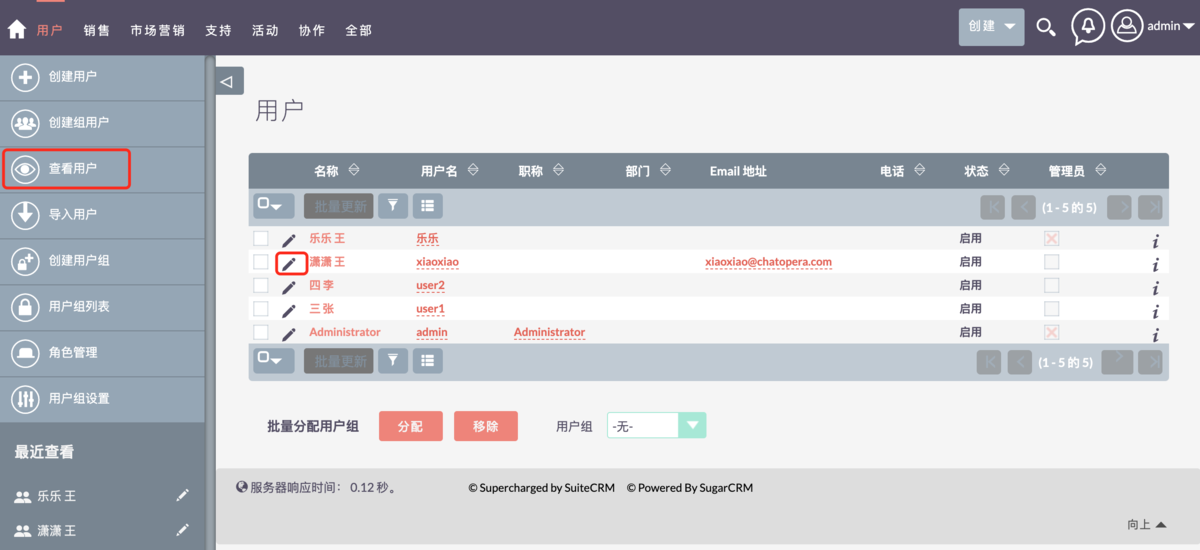 用户 销售 市场营销 支持 活动 协作 全部 创建 admin
创建用户
创建组用户
查看用户
导入用户
创建用户组
用户组列表
角色管理
用户组设置
最近查看
乐乐 王
潇潇 王
用户
名称 用户名 职称 部门 Email 地址 电话 状态 管理员
批量更新 (1 - 5 的 5)
乐乐 王 乐乐 启用
潇潇 王 xiaoxiao xiaoxiao@chatopera.com 启用
四 李 user2 启用
三 张 user1 启用
Administrator admin Administrator 启用
批量更新 (1 - 5 的 5)
批量分配用户组 分配 移除 用户组 -无-
服务器响应时间： 0.12 秒。 © Supercharged by SuiteCRM © Powered By SugarCRM
向上